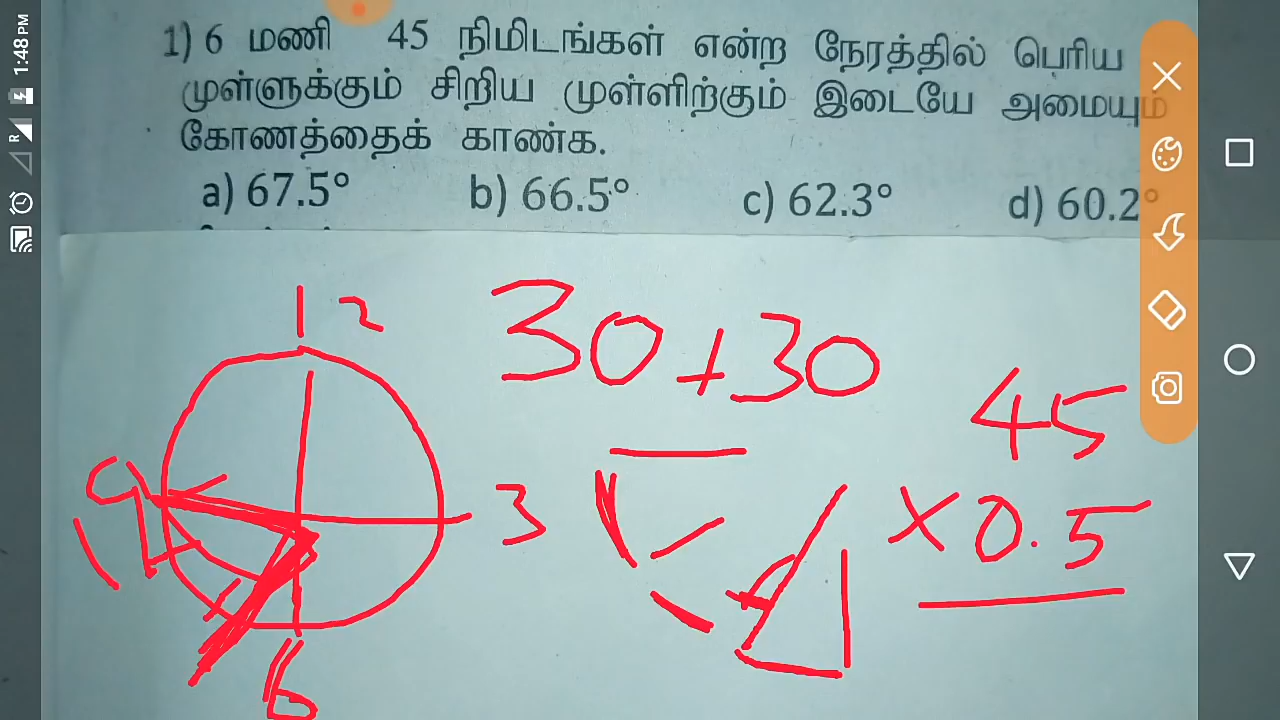 1:48 PM
R
1) 6 மணி 45 நிமிடங்கள் என்ற நேரத்தில் பெரிய
முள்ளுக்கும் சிறிய முள்ளிற்கும் இடையே அமையும்
கோணத்தைக் காண்க.
a) 67.5° b) 66.5° c) 62.3° d) 60.2°
12
30+30
45
9
3
×0.5
6